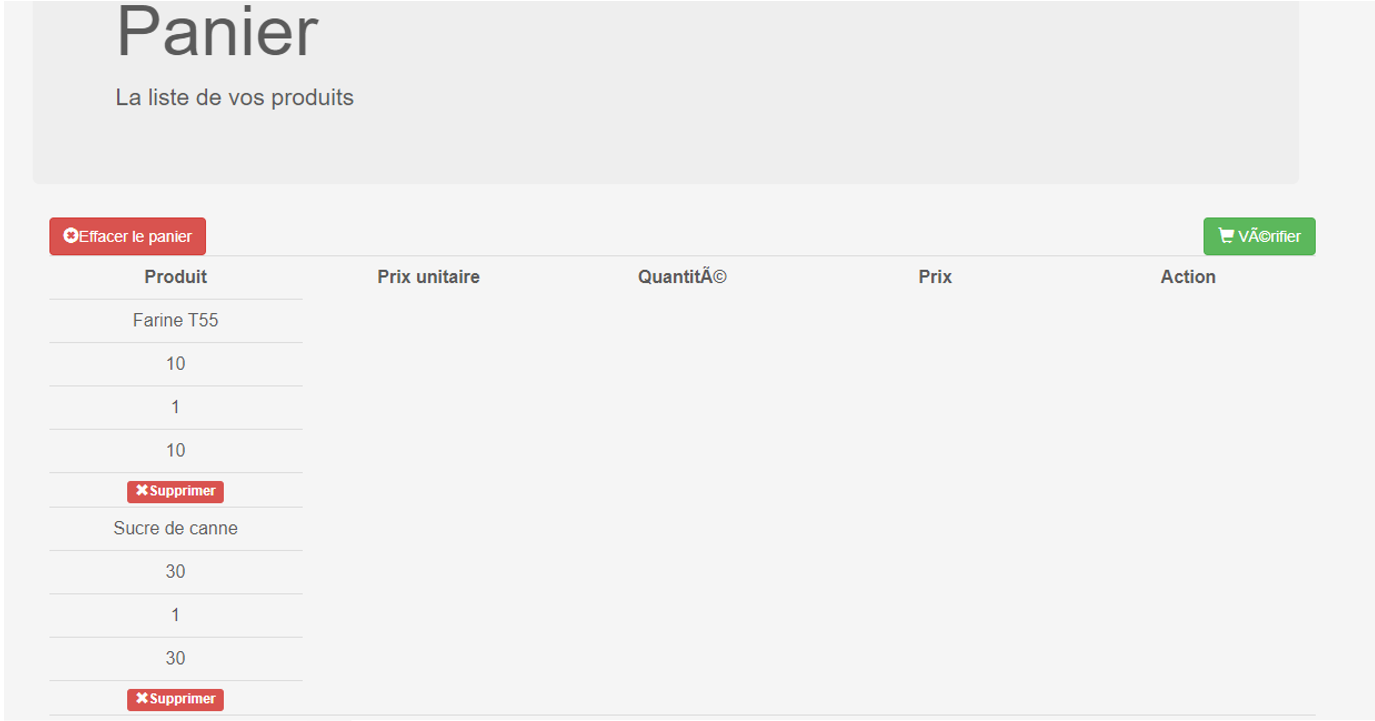 Panier
La liste de vos produits
Effacer le panier VÃ©rifier
Produit Prix unitaire QuantitÃ© Prix Action
Farine T55
10
1
10
Supprimer
Sucre de canne
30
1
30
Supprimer